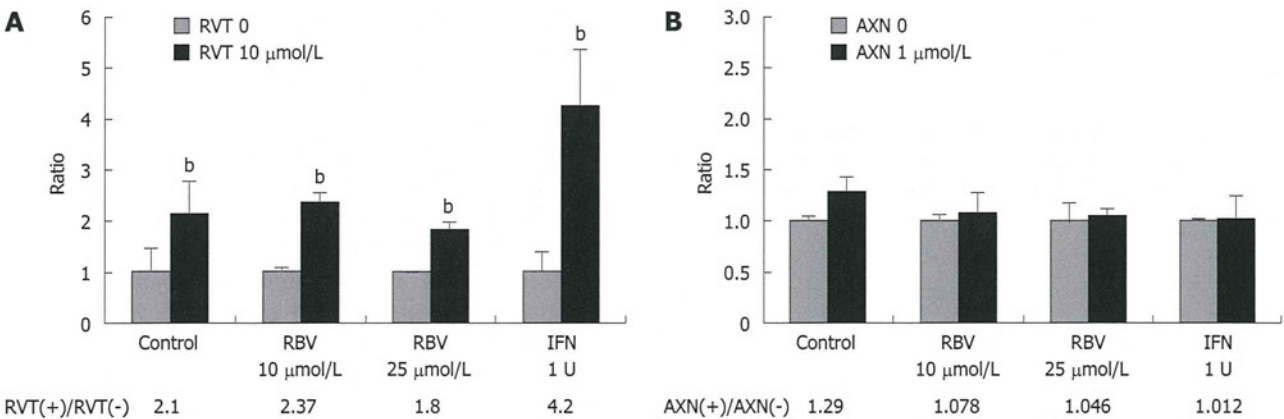 A
RVT 0
RVT 10 μmol/L
Ratio
6
5
4
3
2
1
0
b
b
b
b
Control
RBV
10 μmol/L
RBV
25 μmol/L
IFN
1 U
RVT(+)/RVT(-) 2.1 2.37 1.8 4.2
B
AXN 0
AXN 1 μmol/L
Ratio
3.0
2.5
2.0
1.5
1.0
0.5
0
Control
RBV
10 μmol/L
RBV
25 μmol/L
IFN
1 U
AXN(+)/AXN(-) 1.29 1.078 1.046 1.012